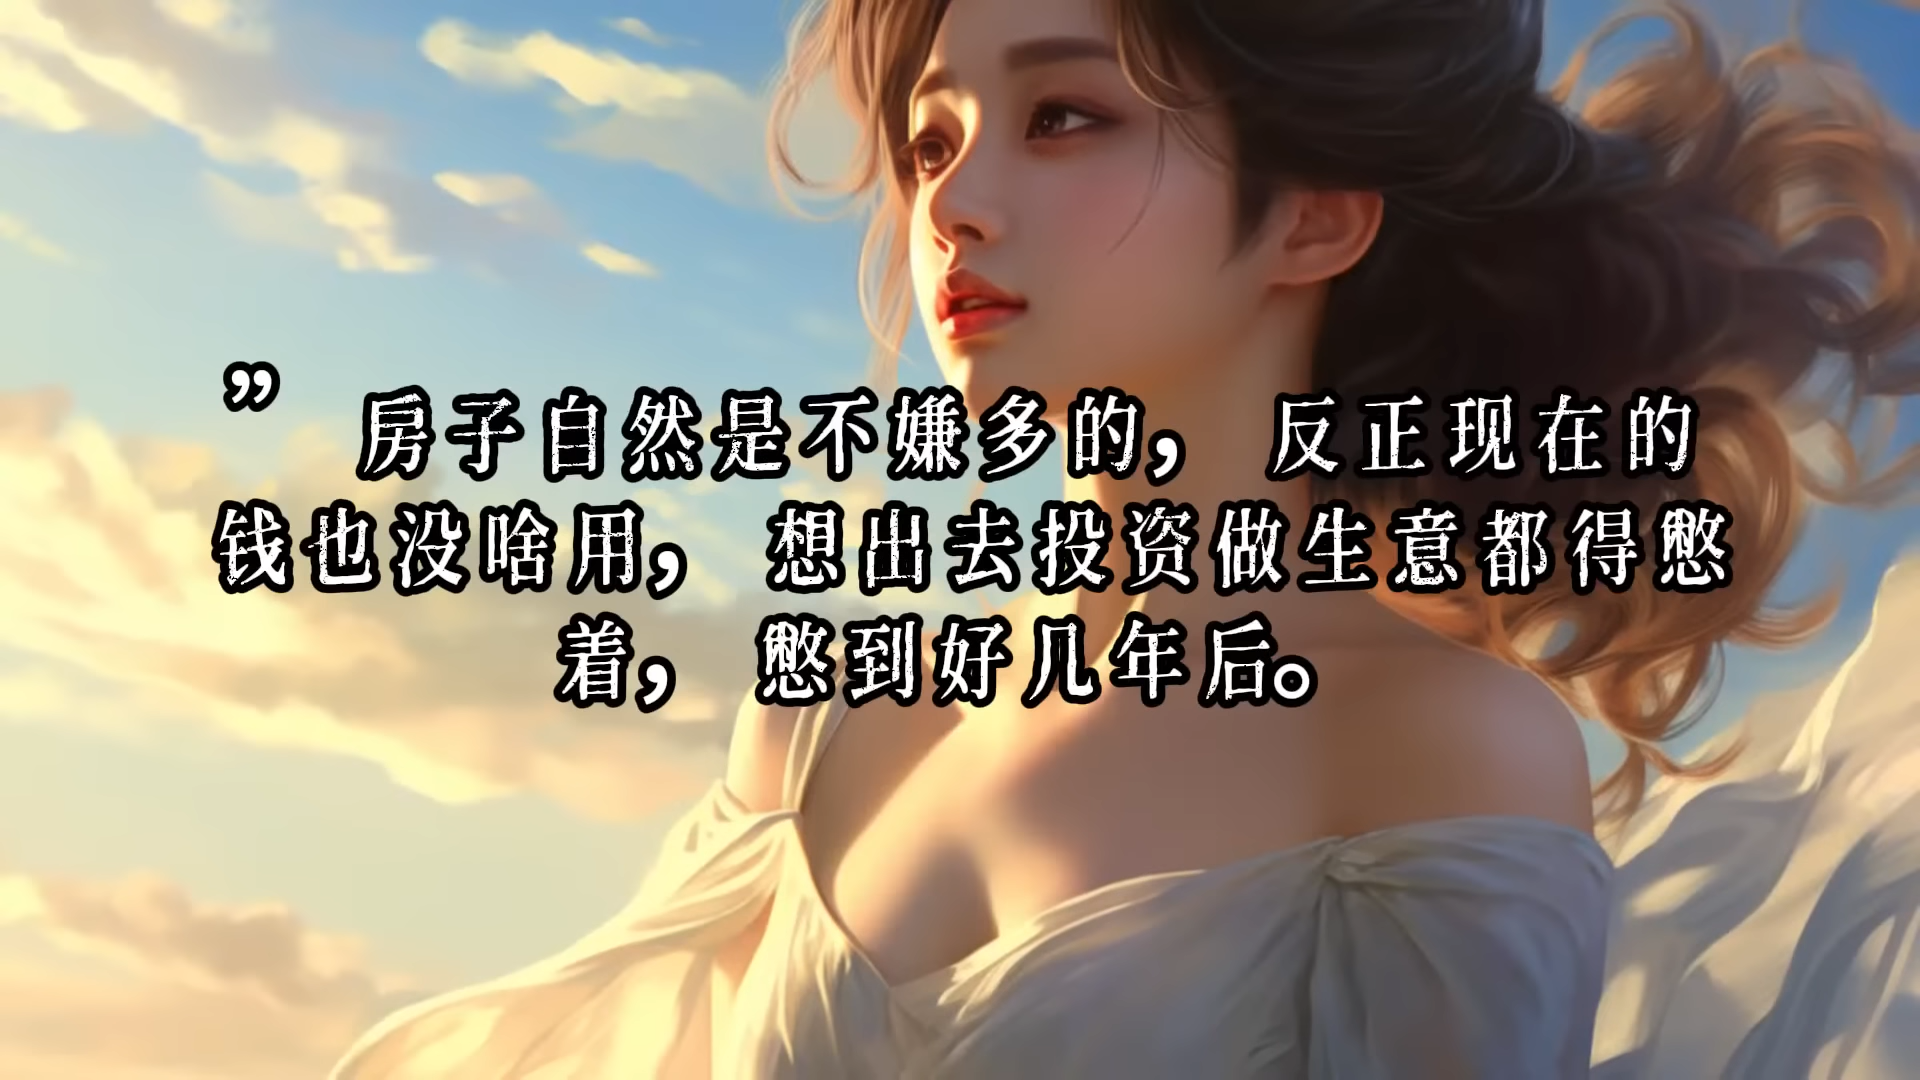 ” 房子自然是不嫌多的， 反正现在的
钱也没啥用， 想出去投资做生意都得憋
着， 憋到好几年后。